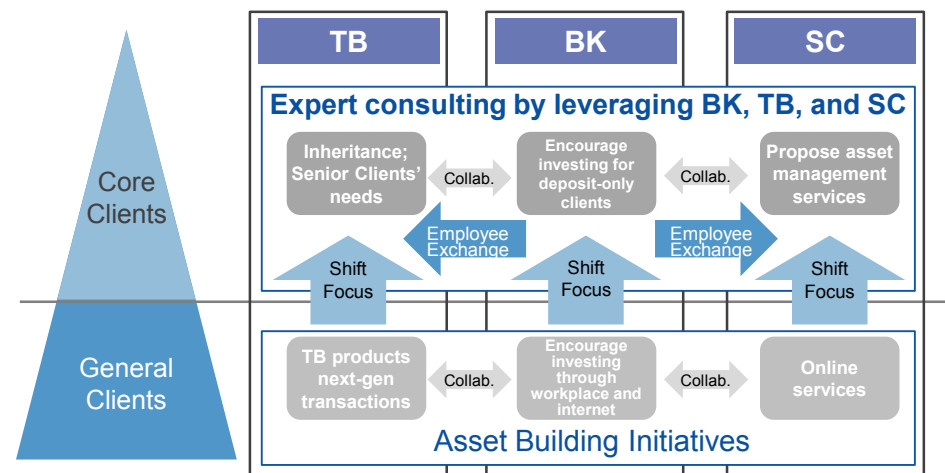 TB
BK
SC
Expert consulting by leveraging BK, TB, and SC
Core
Clients
Inheritance;
Senior Clients'
needs
Collab.
Encourage
investing for
deposit-only
clients
Collab.
Propose asset
management
services
Employee
Exchange
Employee
Exchange
Shift
Focus
Shift
Focus
Shift
Focus
General
Clients
TB products
next-gen
transactions
Collab.
Encourage
investing
through
workplace and
internet
Collab.
Online
services
Asset Building Initiatives